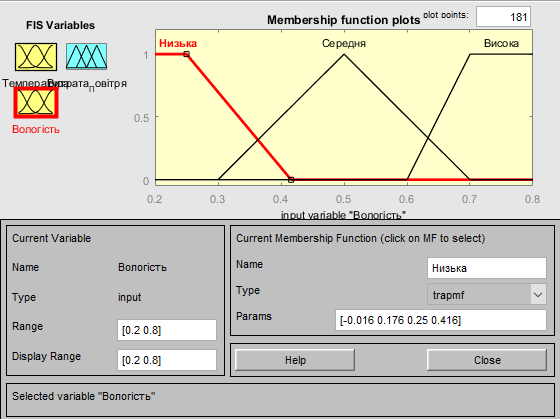 FIS Variables
Membership function plots
plot points:
181
Температура
Витрата_повітря
Вологість
Низька
Середня
Висока
1
0.5
0
0.2 0.3 0.4 0.5 0.6 0.7 0.8
input variable "Вологість"
Current Variable
Name Вологість
Type input
Range [0.2 0.8]
Display Range [0.2 0.8]
Current Membership Function (click on MF to select)
Name Низька
Type trapmf
Params [-0.016 0.176 0.25 0.416]
Help Close
Selected variable "Вологість"